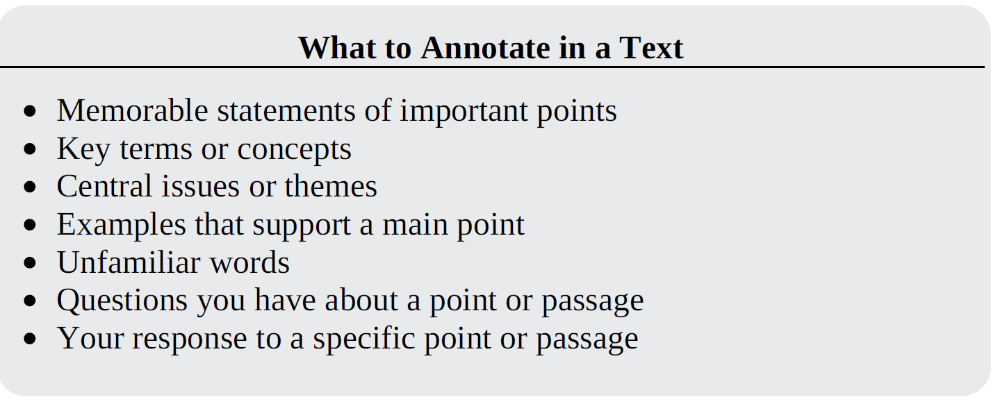 What to Annotate in a Text
• Memorable statements of important points
• Key terms or concepts
• Central issues or themes
• Examples that support a main point
• Unfamiliar words
• Questions you have about a point or passage
• Your response to a specific point or passage